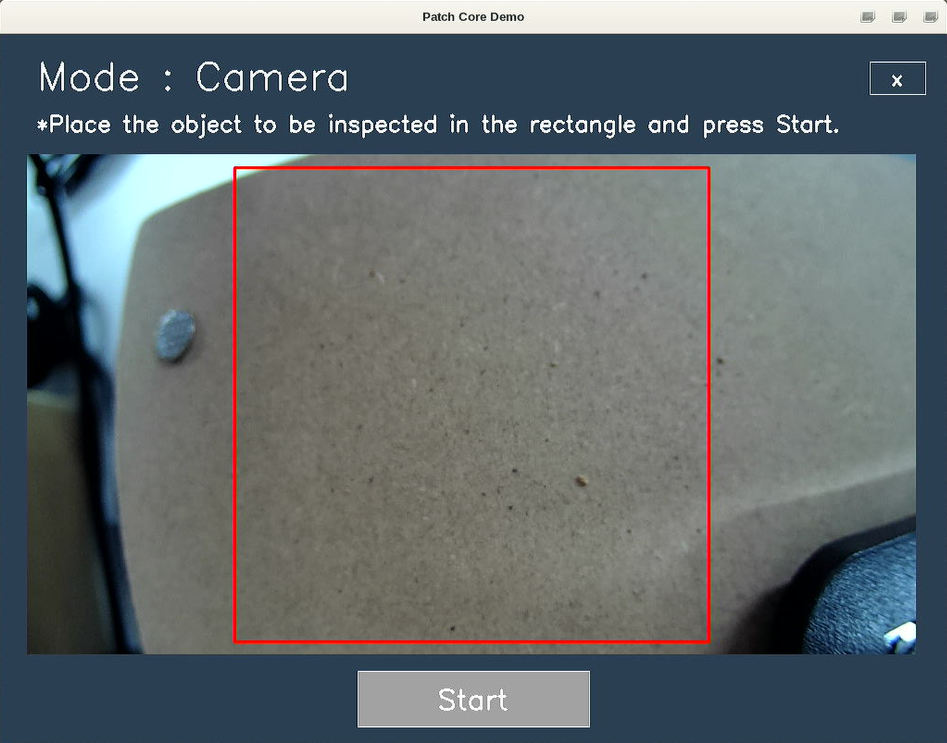 Patch Core Demo
Mode : Camera
x
*Place the object to be inspected in the rectangle and press Start.
Start